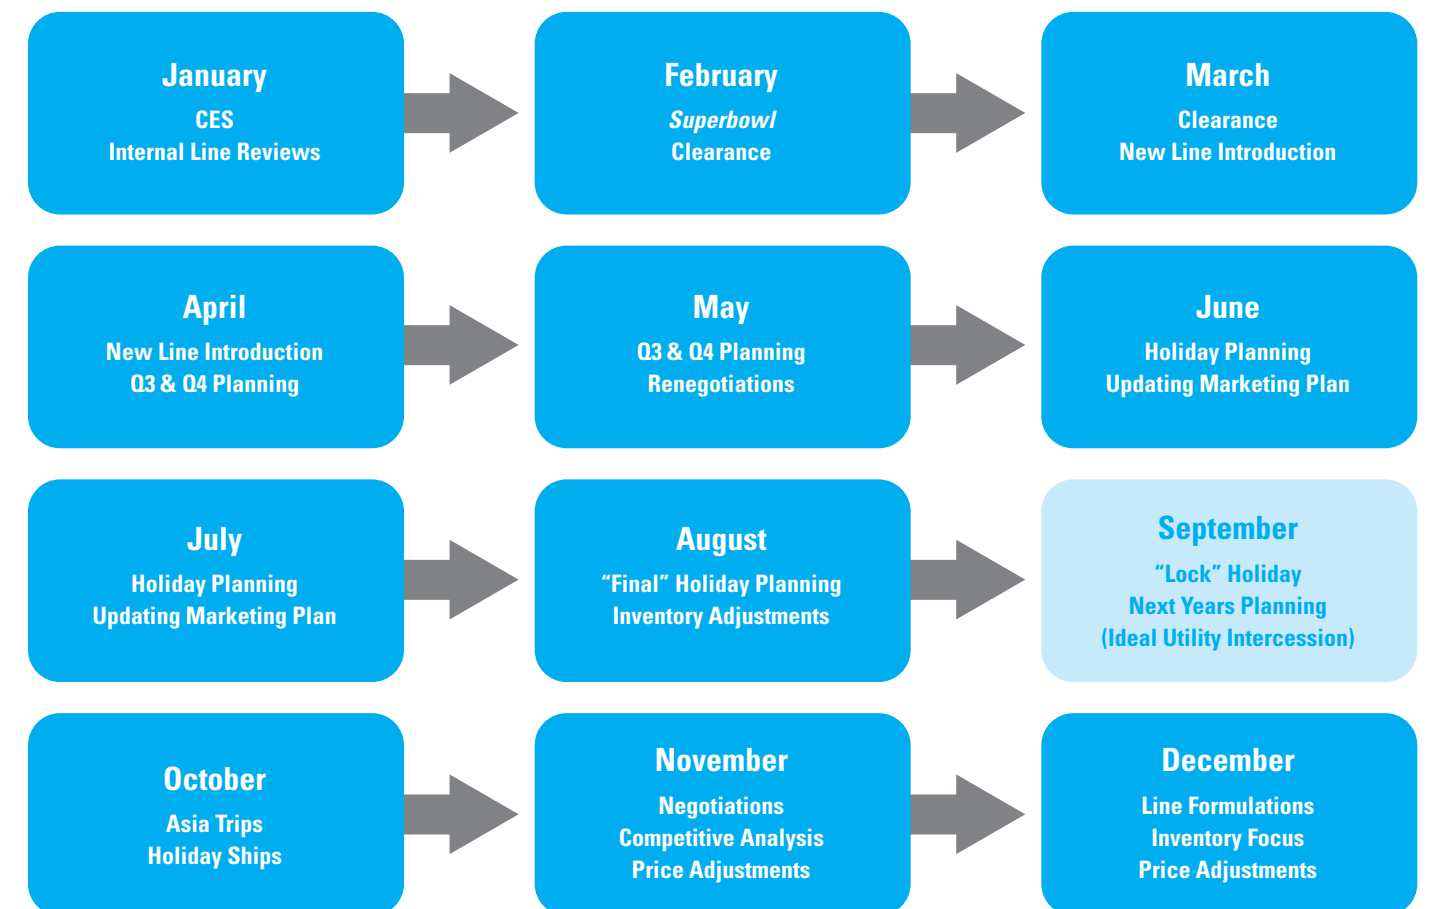 January
CES
Internal Line Reviews
February
Superbowl
Clearance
March
Clearance
New Line Introduction
April
New Line Introduction
Q3 & Q4 Planning
May
Q3 & Q4 Planning
Renegotiations
June
Holiday Planning
Updating Marketing Plan
July
Holiday Planning
Updating Marketing Plan
August
“Final” Holiday Planning
Inventory Adjustments
September
“Lock” Holiday
Next Years Planning
(Ideal Utility Intercession)
October
Asia Trips
Holiday Ships
November
Negotiations
Competitive Analysis
Price Adjustments
December
Line Formulations
Inventory Focus
Price Adjustments